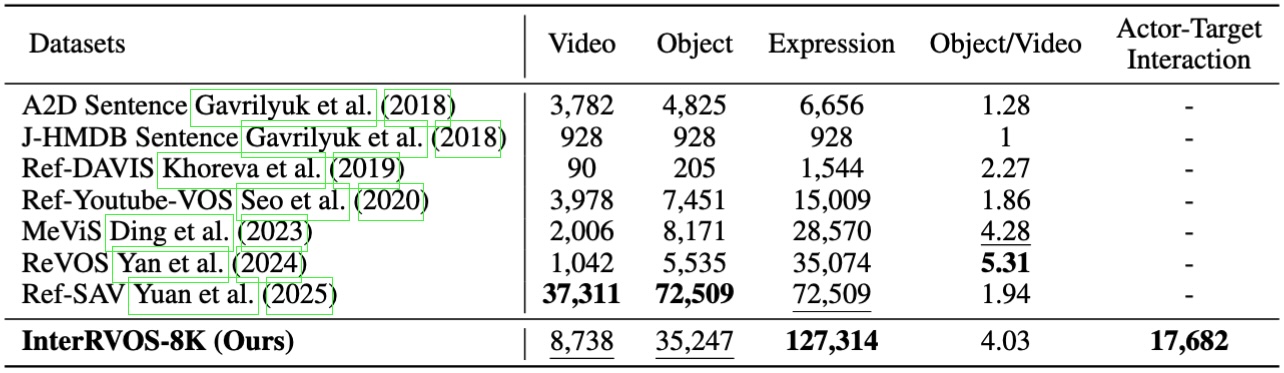 Datasets Video Object Expression Object/Video Actor-Target Interaction
A2D Sentence Gavrilyuk et al. (2018) 3,782 4,825 6,656 1.28 -
J-HMDB Sentence Gavrilyuk et al. (2018) 928 928 928 1 -
Ref-DAVIS Khoreva et al. (2019) 90 205 1,544 2.27 -
Ref-Youtube-VOS Seo et al. (2020) 3,978 7,451 15,009 1.86 -
MeViS Ding et al. (2023) 2,006 8,171 28,570 4.28 -
ReVOS Yan et al. (2024) 1,042 5,535 35,074 5.31 -
Ref-SAV Yuan et al. (2025) 37,311 72,509 72,509 1.94 -
InterRVOS-8K (Ours) 8,738 35,247 127,314 4.03 17,682